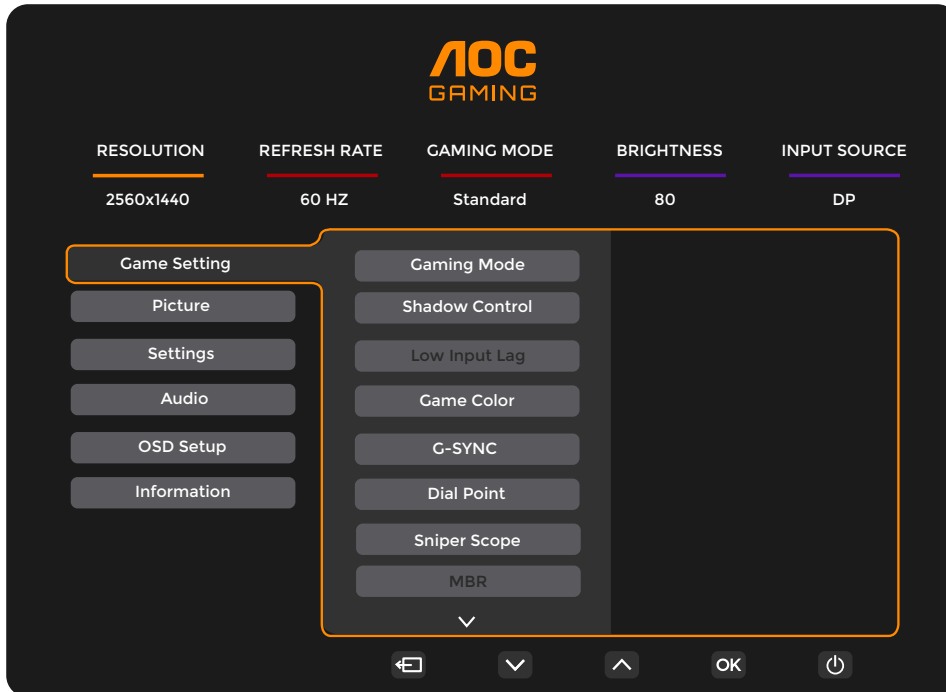 AOC
GAMING
RESOLUTION REFRESH RATE GAMING MODE BRIGHTNESS INPUT SOURCE
2560x1440 60 HZ Standard 80 DP
Game Setting Gaming Mode
Picture Shadow Control
Settings Low Input Lag
Audio Game Color
OSD Setup G-SYNC
Information Dial Point
Sniper Scope
MBR
OK